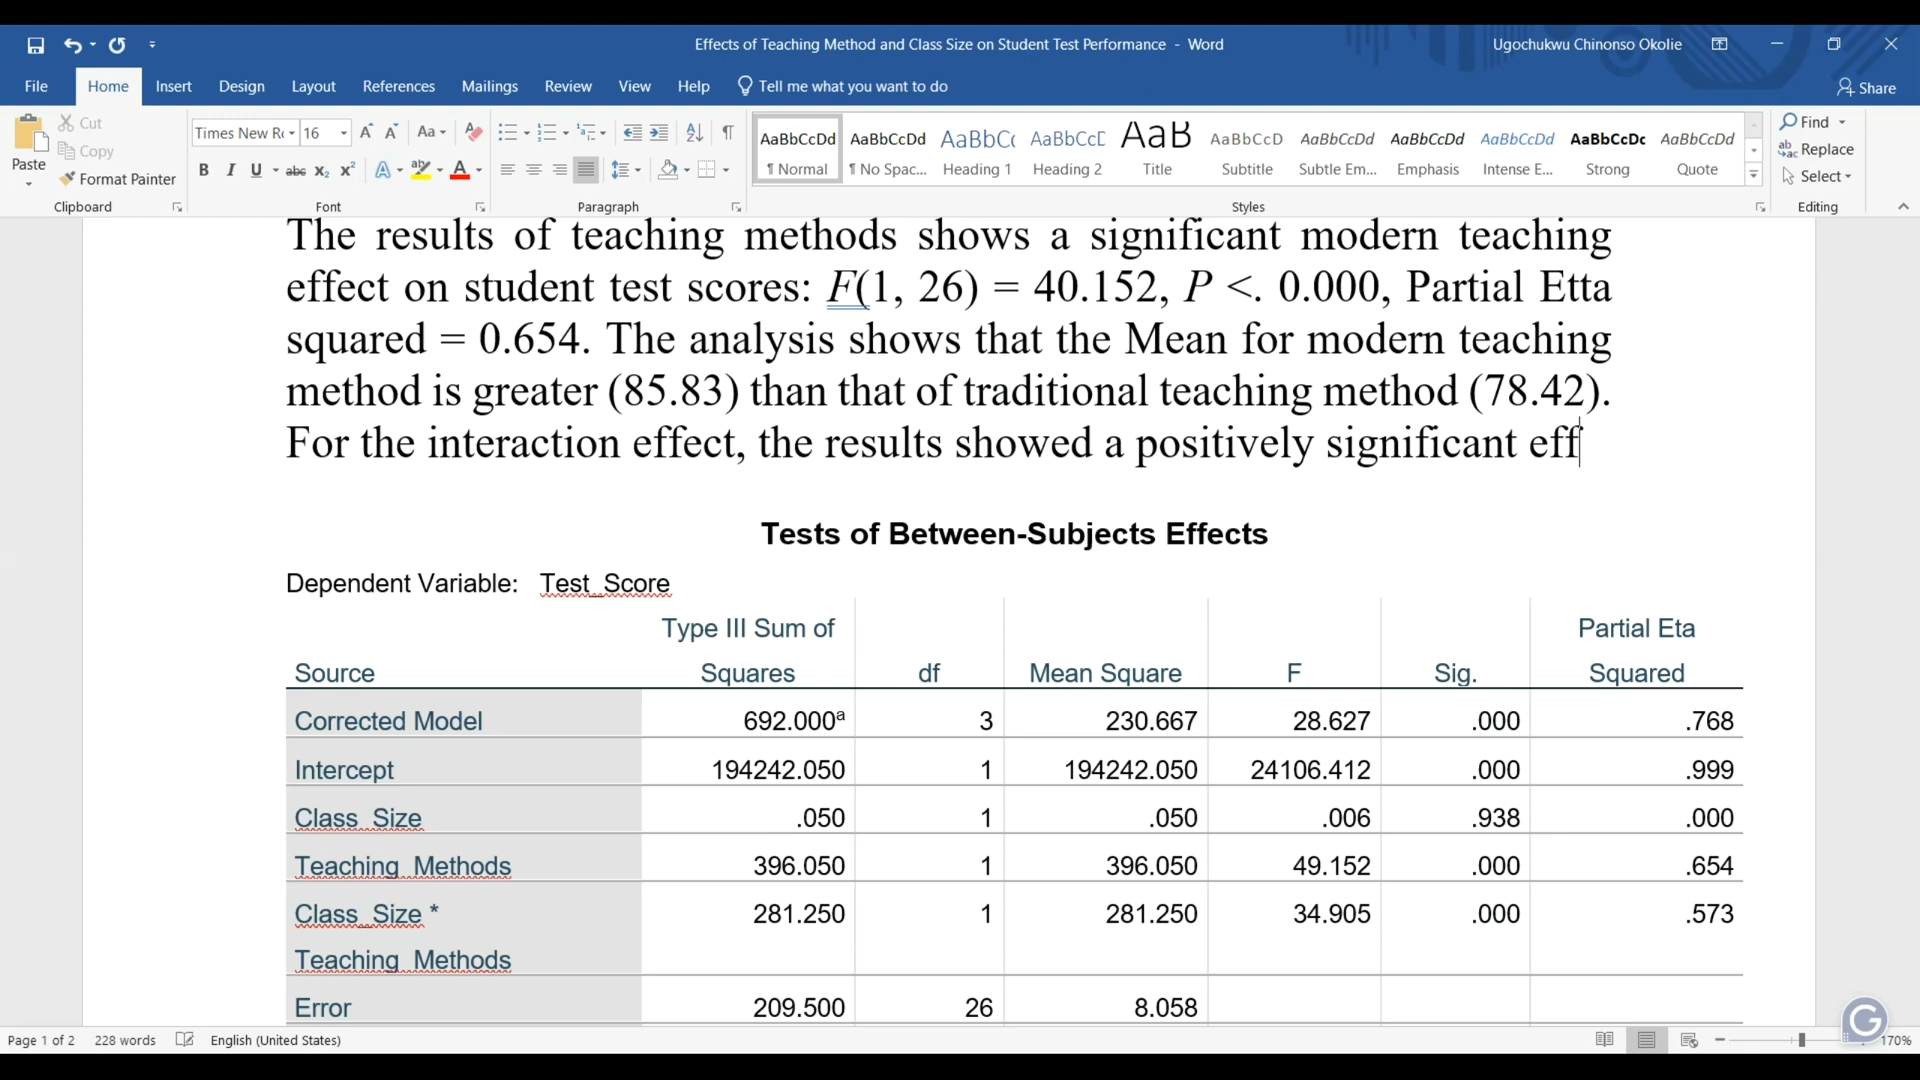 Effects of Teaching Method and Class Size on Student Test Performance - Word
Ugochukwu Chinonso Okolie
File Home Insert Design Layout References Mailings Review View Help Tell me what you want to do Share
Paste
Cut
Copy
Format Painter
Clipboard
Times New R 16
Aa
B I U abc X₂ X²
Font
Paragraph
AaBbCcDd ¶ Normal
AaBbCcDd ¶ No Spac...
AaBbC Heading 1
AaBbCcE Heading 2
AaB Title
AaBbCcD Subtitle
AaBbCcDd Subtle Em...
AaBbCcDd Emphasis
AaBbCcDd Intense E...
AaBbCcDc Strong
AaBbCcDd Quote
Styles
Find
Replace
Select
Editing
The results of teaching methods shows a significant modern teaching
effect on student test scores: F(1, 26) = 40.152, P <. 0.000, Partial Etta
squared = 0.654. The analysis shows that the Mean for modern teaching
method is greater (85.83) than that of traditional teaching method (78.42).
For the interaction effect, the results showed a positively significant eff
Tests of Between-Subjects Effects
Dependent Variable: Test_Score
Type III Sum of Partial Eta
Source Squares df Mean Square F Sig. Squared
Corrected Model 692.000ᵃ 3 230.667 28.627 .000 .768
Intercept 194242.050 1 194242.050 24106.412 .000 .999
Class_Size .050 1 .050 .006 .938 .000
Teaching_Methods 396.050 1 396.050 49.152 .000 .654
Class_Size * 281.250 1 281.250 34.905 .000 .573
Teaching_Methods
Error 209.500 26 8.058
Page 1 of 2 228 words English (United States) 170%